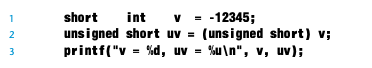 1 short int v = -12345;
2 unsigned short uv = (unsigned short) v;
3 printf("v = %d, uv = %u\n", v, uv);